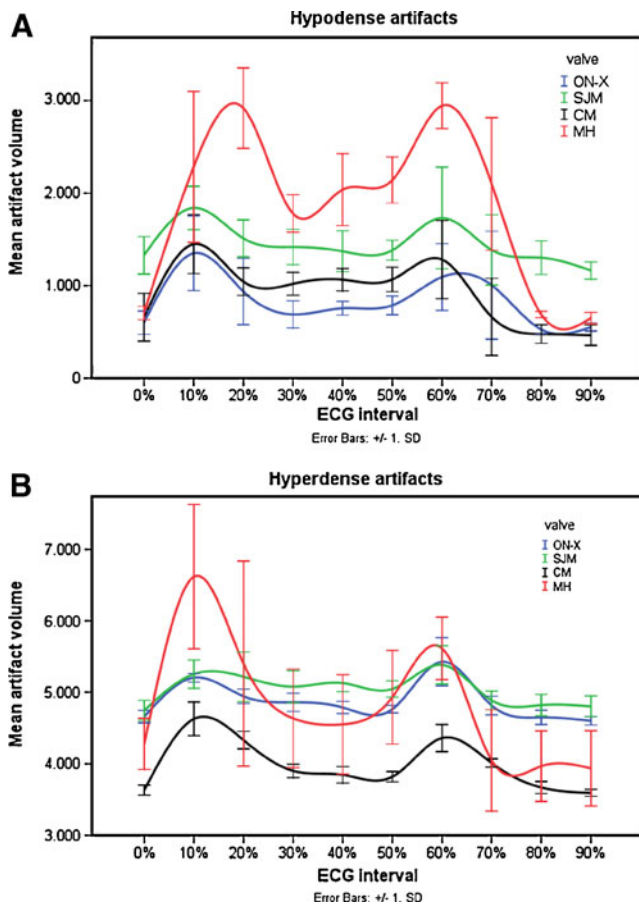 A
Hypodense artifacts
valve
ON-X
SJM
CM
MH
Mean artifact volume
3.000
2.000
1.000
0
0% 10% 20% 30% 40% 50% 60% 70% 80% 90%
ECG interval
Error Bars: +/- 1. SD
B
Hyperdense artifacts
valve
ON-X
SJM
CM
MH
Mean artifact volume
7.000
6.000
5.000
4.000
3.000
0% 10% 20% 30% 40% 50% 60% 70% 80% 90%
ECG interval
Error Bars: +/- 1. SD